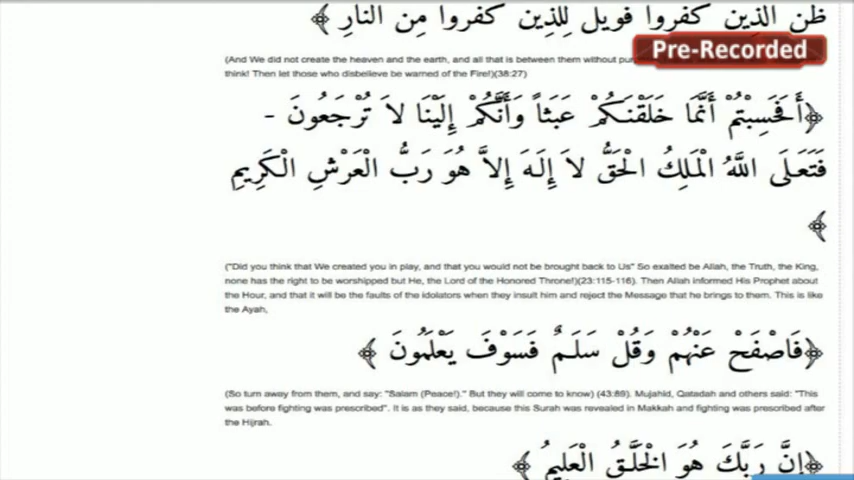 ظن الذين كفروا فويل للذين كفروا من النار ﴾
Pre-Recorded
(And We did not create the heaven and the earth, and all that is between them without
think! Then let those who disbelieve be warned of the Fire!)(38:27)
﴿أَفَحَسِبْتُمْ أَنَّمَا خَلَقْنَـكُمْ عَبَثاً وَأَنَّكُمْ إِلَيْنَا لاَ تُرْجَعُونَ -
فَتَعَـلَى اللَّهُ الْمَلِكُ الْحَقُّ لاَ إِلَـهَ إِلاَّ هُوَ رَبُّ الْعَرْشِ الْكَرِيمِ
﴾
("Did you think that We created you in play, and that you would not be brought back to Us" So exalted be Allah, the Truth, the King,
none has the right to be worshipped but He, the Lord of the Honored Throne!)(23:115-116). Then Allah informed His Prophet about
the Hour, and that it will be the faults of the idolators when they insult him and reject the Message that he brings to them. This is like
the Ayah,
﴿فَاصْفَحْ عَنْهُمْ وَقُلْ سَلَـمٌ فَسَوْفَ يَعْلَمُونَ ﴾
(So turn away from them, and say: "Salam (Peace!)." But they will come to know) (43:89). Mujahid, Qatadah and others said: "This
was before fighting was prescribed". It is as they said, because this Surah was revealed in Makkah and fighting was prescribed after
the Hijrah.
﴿إِنَّ رَبَّكَ هُوَ الْخَلَّـقُ الْعَلِيمُ ﴾